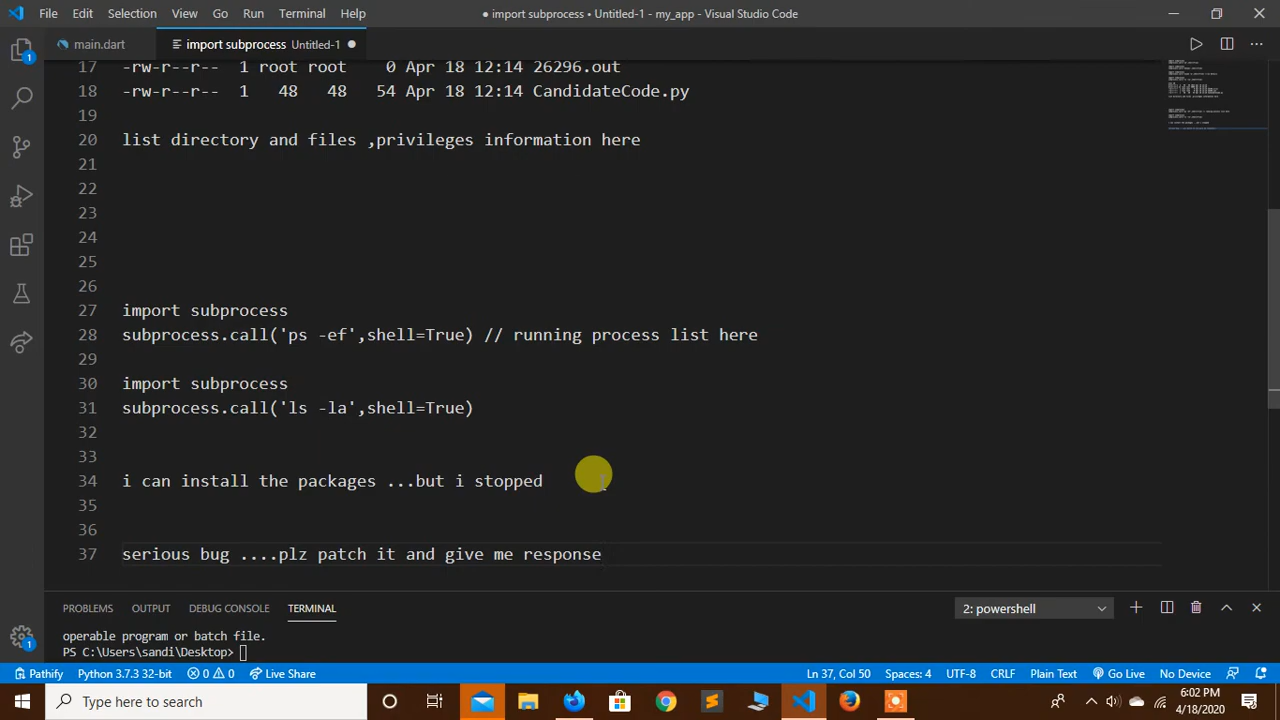 File Edit Selection View Go Run Terminal Help
● import subprocess • Untitled-1 - my_app - Visual Studio Code
main.dart
import subprocess Untitled-1
17 -rw-r--r-- 1 root root 0 Apr 18 12:14 26296.out
18 -rw-r--r-- 1 48 48 54 Apr 18 12:14 CandidateCode.py
19
20 list directory and files ,privileges information here
21
22
23
24
25
26
27 import subprocess
28 subprocess.call('ps -ef',shell=True) // running process list here
29
30 import subprocess
31 subprocess.call('ls -la',shell=True)
32
33
34 i can install the packages ...but i stopped
35
36
37 serious bug ....plz patch it and give me response
PROBLEMS OUTPUT DEBUG CONSOLE TERMINAL
2: powershell
operable program or batch file.
PS C:\Users\sandi\Desktop>
Pathify Python 3.7.3 32-bit 0 0 Live Share
Ln 37, Col 50 Spaces: 4 UTF-8 CRLF Plain Text Go Live No Device
Type here to search
6:02 PM
4/18/2020
1
1